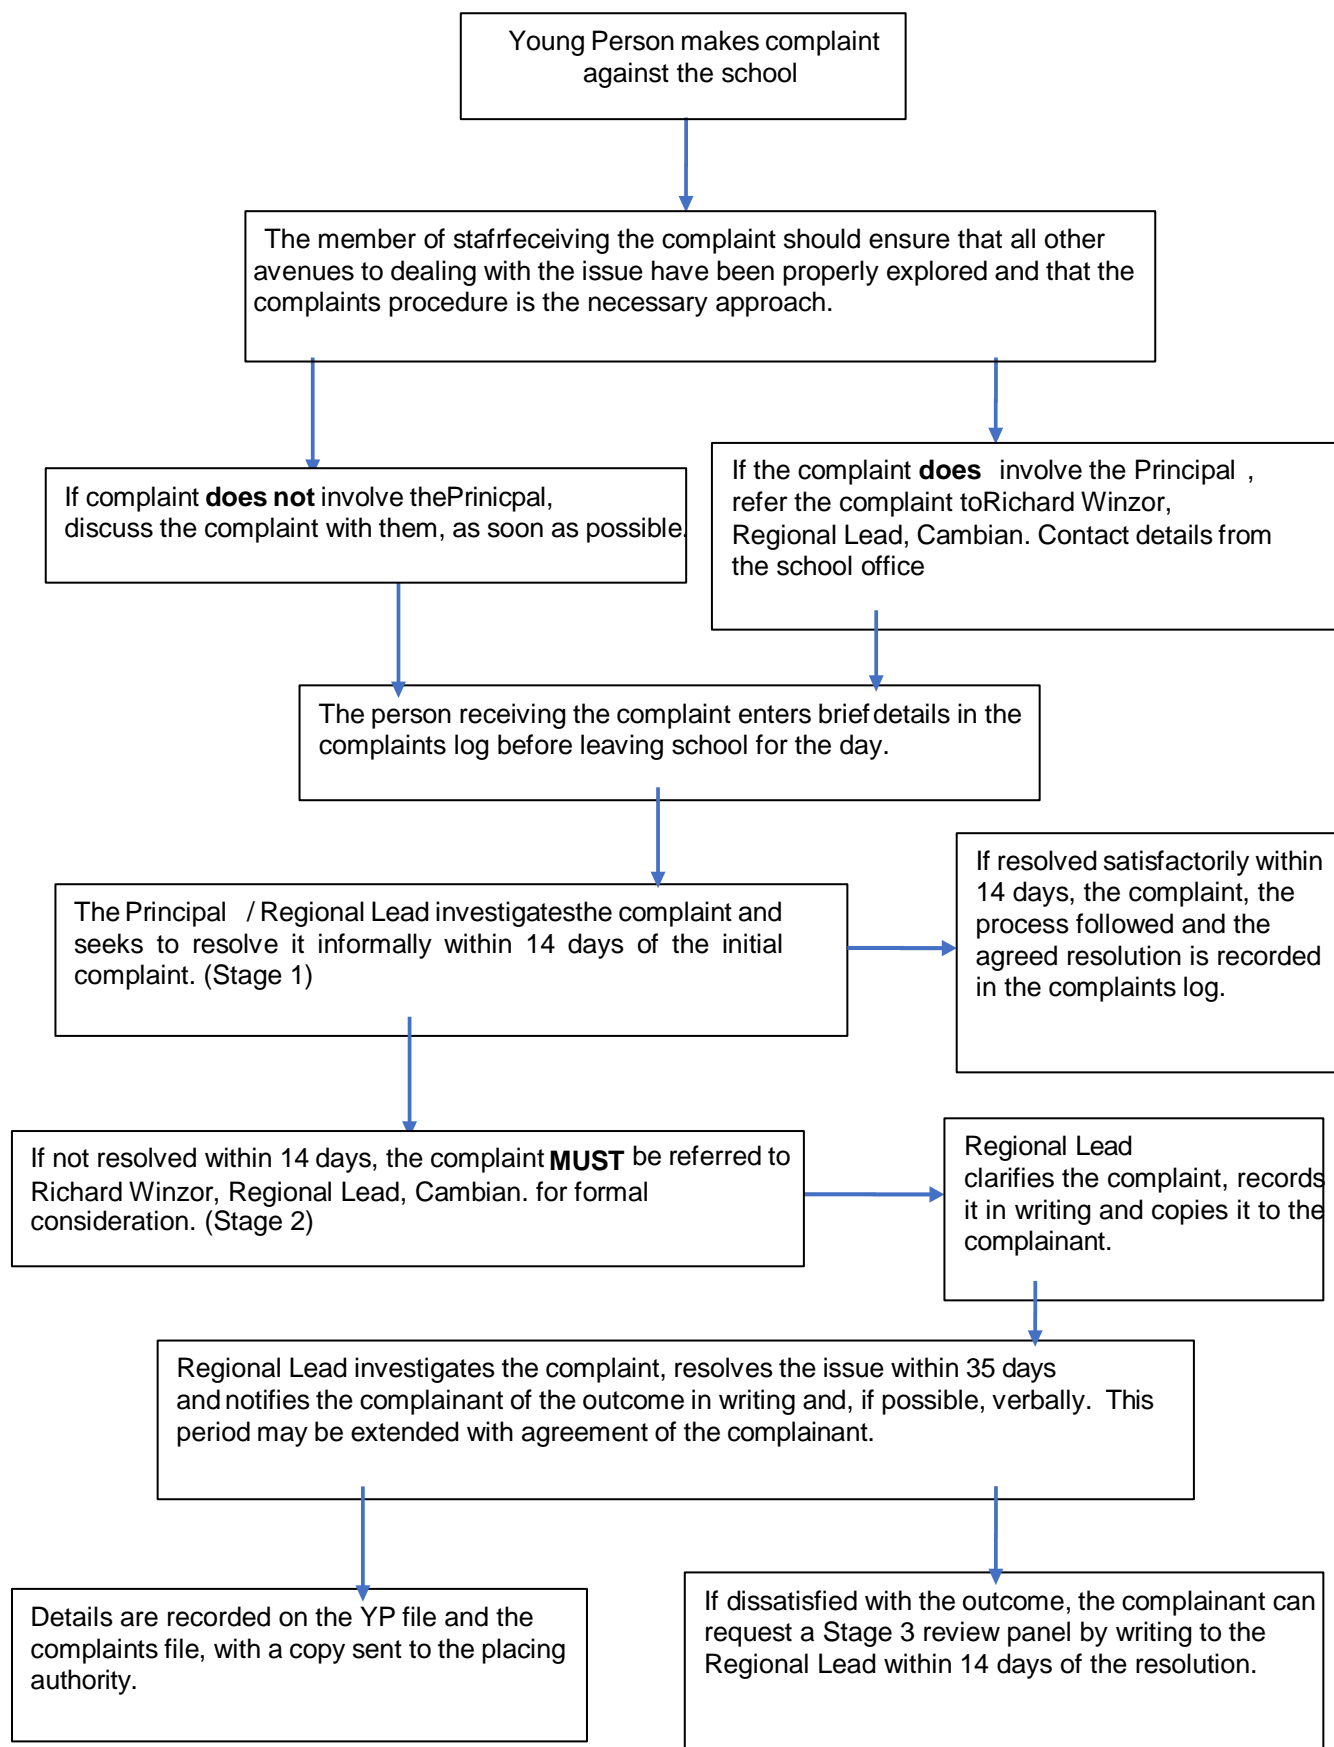 Young Person makes complaint
against the school
The member of stafrfeceiving the complaint should ensure that all other
avenues to dealing with the issue have been properly explored and that the
complaints procedure is the necessary approach.
If complaint does not involve thePrinicpal,
discuss the complaint with them, as soon as possible.
If the complaint does involve the Principal ,
refer the complaint toRichard Winzor,
Regional Lead, Cambian. Contact details from
the school office
The person receiving the complaint enters brief details in the
complaints log before leaving school for the day.
The Principal / Regional Lead investigatesthe complaint and
seeks to resolve it informally within 14 days of the initial
complaint. (Stage 1)
If resolved satisfactorily within
14 days, the complaint, the
process followed and the
agreed resolution is recorded
in the complaints log.
If not resolved within 14 days, the complaint MUST be referred to
Richard Winzor, Regional Lead, Cambian. for formal
consideration. (Stage 2)
Regional Lead
clarifies the complaint, records
it in writing and copies it to the
complainant.
Regional Lead investigates the complaint, resolves the issue within 35 days
and notifies the complainant of the outcome in writing and, if possible, verbally. This
period may be extended with agreement of the complainant.
Details are recorded on the YP file and the
complaints file, with a copy sent to the placing
authority.
If dissatisfied with the outcome, the complainant can
request a Stage 3 review panel by writing to the
Regional Lead within 14 days of the resolution.